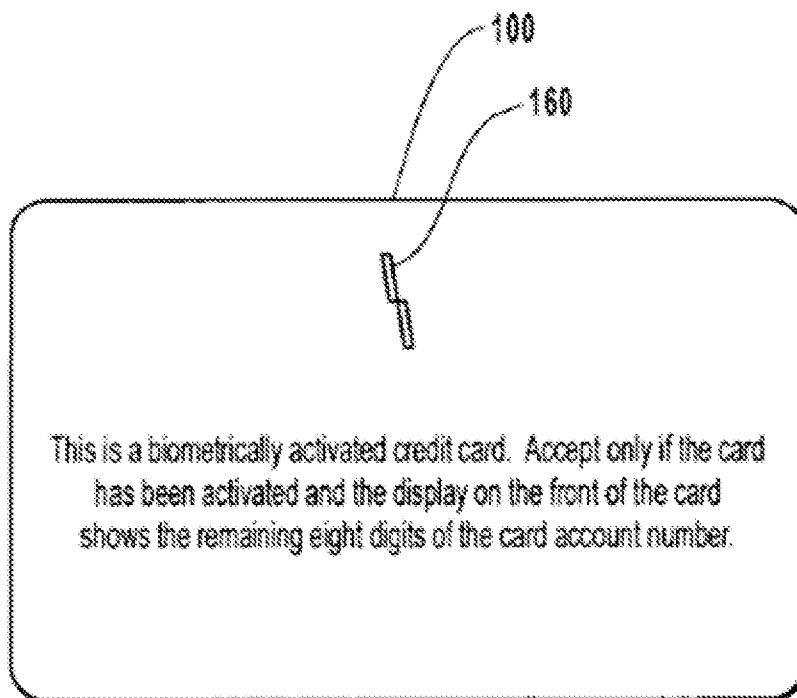 100
160
This is a biometrically activated credit card. Accept only if the card
has been activated and the display on the front of the card
shows the remaining eight digits of the card account number.